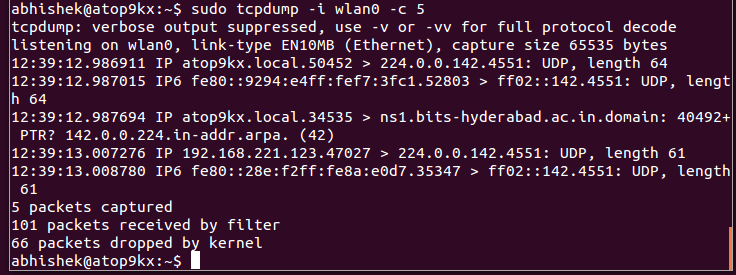 abhishek@atop9kx:~$ sudo tcpdump -i wlan0 -c 5
tcpdump: verbose output suppressed, use -v or -vv for full protocol decode
listening on wlan0, link-type EN10MB (Ethernet), capture size 65535 bytes
12:39:12.986911 IP atop9kx.local.50452 > 224.0.0.142.4551: UDP, length 64
12:39:12.987015 IP6 fe80::9294:e4ff:fef7:3fc1.52803 > ff02::142.4551: UDP, lengt
h 64
12:39:12.987694 IP atop9kx.local.34535 > ns1.bits-hyderabad.ac.in.domain: 40492+
 PTR? 142.0.0.224.in-addr.arpa. (42)
12:39:13.007276 IP 192.168.221.123.47027 > 224.0.0.142.4551: UDP, length 61
12:39:13.008780 IP6 fe80::28e:f2ff:fe8a:e0d7.35347 > ff02::142.4551: UDP, length
 61
5 packets captured
101 packets received by filter
66 packets dropped by kernel
abhishek@atop9kx:~$